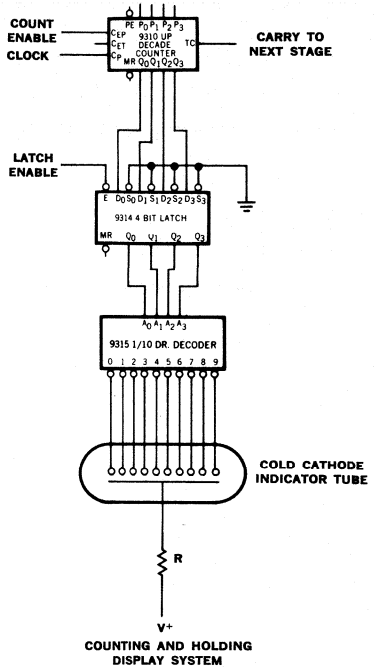 PE P0 P1 P2 P3
COUNT ENABLE
CEP
9310 UP
DECADE
COUNTER
CET
TC
CARRY TO
NEXT STAGE
CLOCK
CP
MR Q0 Q1 Q2 Q3
LATCH
ENABLE
E D0 S0 D1 S1 D2 S2 D3 S3
9314 4 BIT LATCH
MR
Q0 Q1 Q2 Q3
A0 A1 A2 A3
9315 1/10 DR. DECODER
0 1 2 3 4 5 6 7 8 9
COLD CATHODE
INDICATOR TUBE
R
V+
COUNTING AND HOLDING
DISPLAY SYSTEM